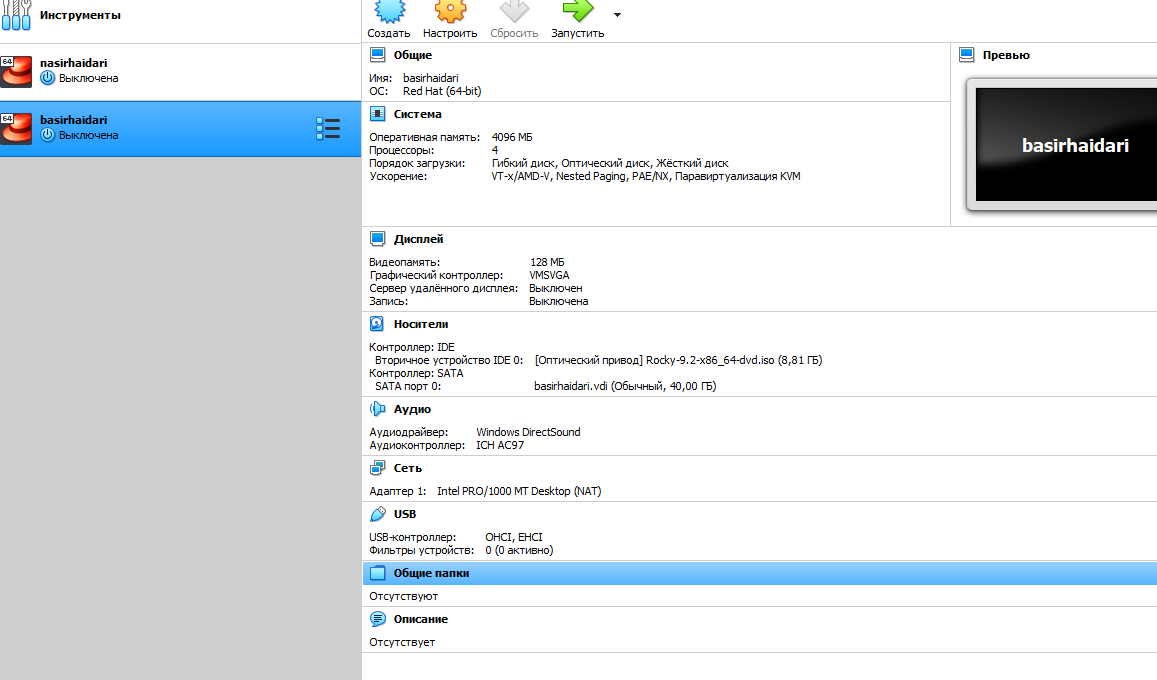 Инструменты
64 nasirhaidari
Выключена
64 basirhaidari
Выключена
Создать Настроить Сбросить Запустить
Общие
Имя: basirhaidari
ОС: Red Hat (64-bit)
Превью
basirhaidari
Система
Оперативная память: 4096 МБ
Процессоры: 4
Порядок загрузки: Гибкий диск, Оптический диск, Жёсткий диск
Ускорение: VT-x/AMD-V, Nested Paging, PAE/NX, Паравиртуализация KVM
Дисплей
Видеопамять: 128 МБ
Графический контроллер: VMSVGA
Сервер удалённого дисплея: Выключен
Запись: Выключена
Носители
Контроллер: IDE
Вторичное устройство IDE 0: [Оптический привод] Rocky-9.2-x86_64-dvd.iso (8,81 ГБ)
Контроллер: SATA
SATA порт 0: basirhaidari.vdi (Обычный, 40,00 ГБ)
Аудио
Аудиодрайвер: Windows DirectSound
Аудиоконтроллер: ICH AC97
Сеть
Адаптер 1: Intel PRO/1000 MT Desktop (NAT)
USB
USB-контроллер: OHCI, EHCI
Фильтры устройств: 0 (0 активно)
Общие папки
Отсутствуют
Описание
Отсутствует